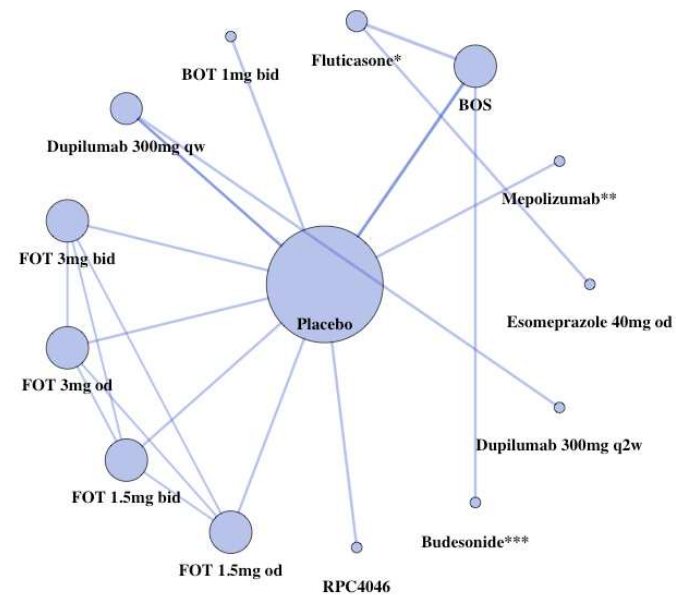 Fluticasone*
BOT 1mg bid
BOS
Dupilumab 300mg qw
Mepolizumab**
FOT 3mg bid
Esomeprazole 40mg od
Placebo
FOT 3mg od
Dupilumab 300mg q2w
FOT 1.5mg bid
Budesonide***
FOT 1.5mg od
RPC4046